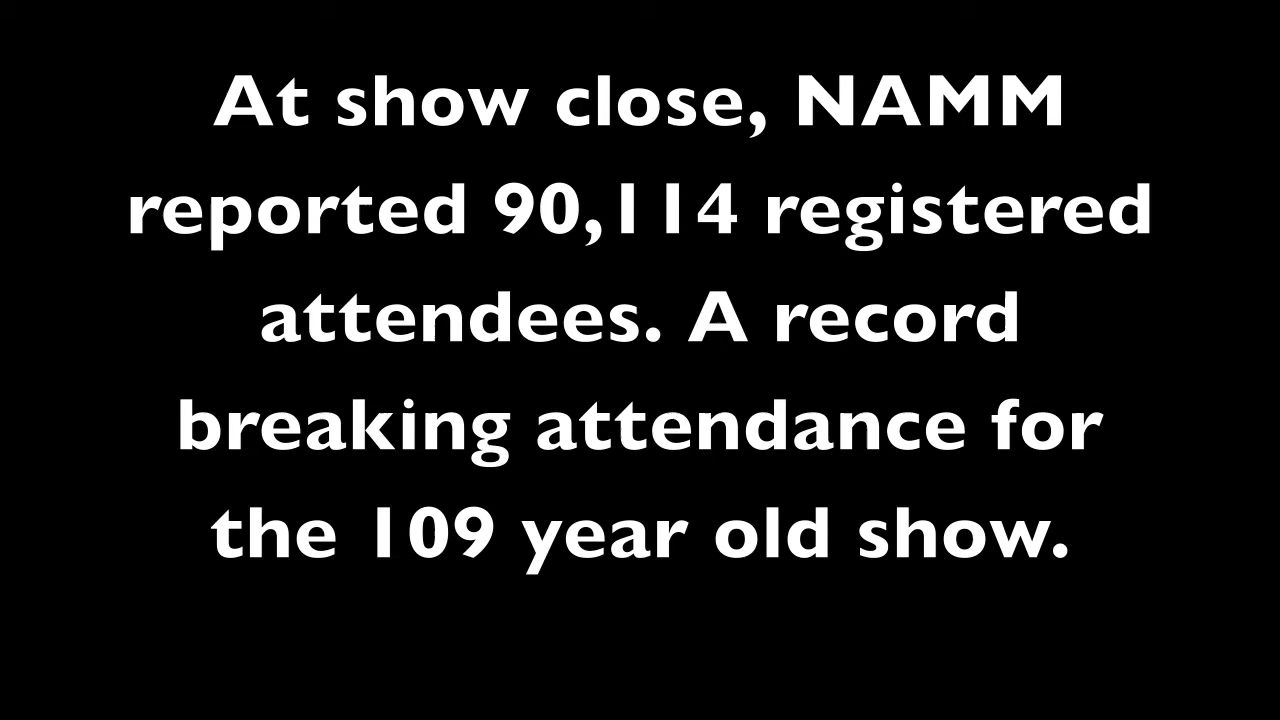 At show close, NAMM
reported 90,114 registered
attendees. A record
breaking attendance for
the 109 year old show.